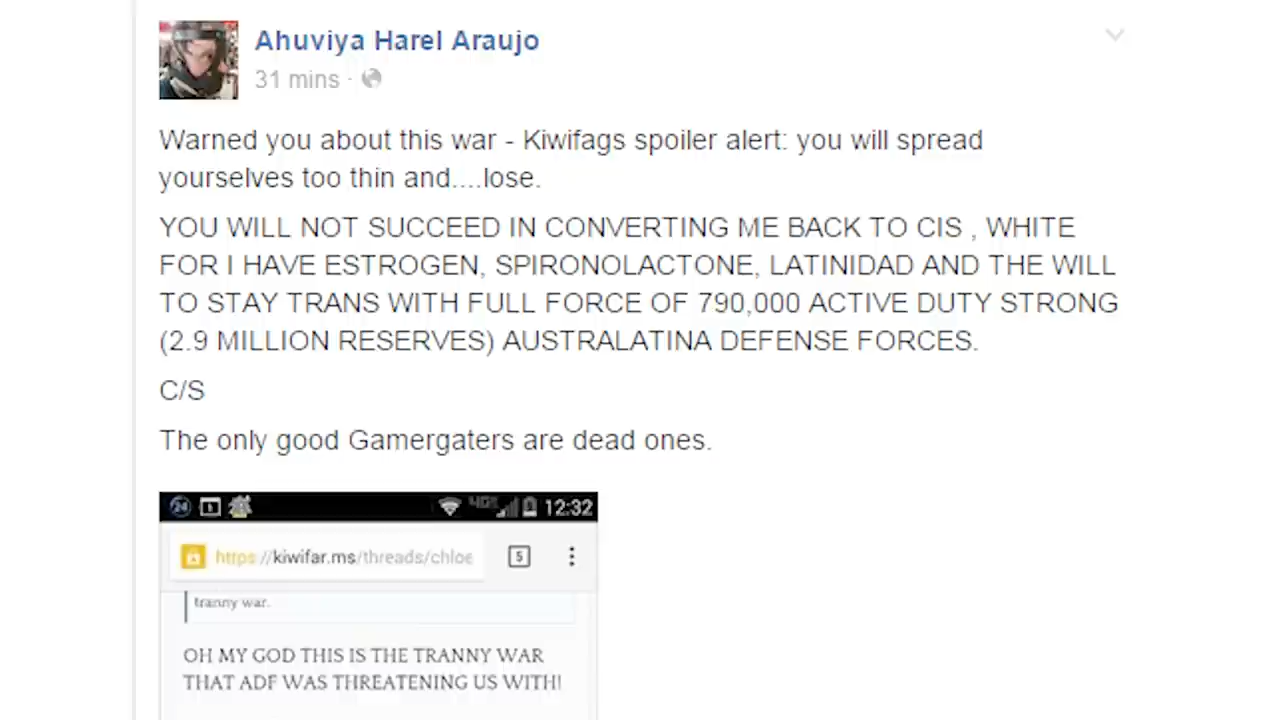 Ahuviya Harel Araujo
31 mins ·
Warned you about this war - Kiwifags spoiler alert: you will spread
yourselves too thin and....lose.
YOU WILL NOT SUCCEED IN CONVERTING ME BACK TO CIS , WHITE
FOR I HAVE ESTROGEN, SPIRONOLACTONE, LATINIDAD AND THE WILL
TO STAY TRANS WITH FULL FORCE OF 790,000 ACTIVE DUTY STRONG
(2.9 MILLION RESERVES) AUSTRALATINA DEFENSE FORCES.
C/S
The only good Gamergaters are dead ones.
24 4G 12:32
https://kiwifar.ms/threads/chloe 5
tranny war.
OH MY GOD THIS IS THE TRANNY WAR
THAT ADF WAS THREATENING US WITH!